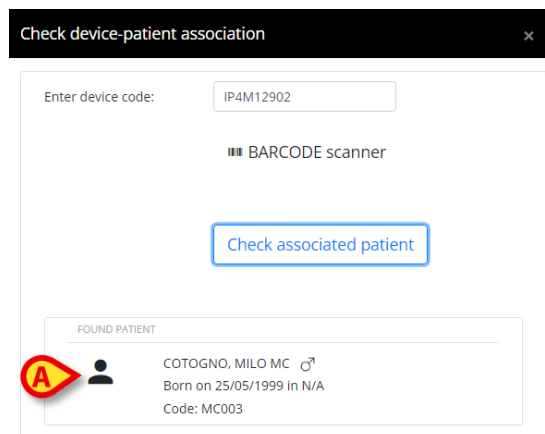 Check device-patient association ×
Enter device code: IP4M12902
BARCODE scanner
Check associated patient
FOUND PATIENT
A
COTOGNO, MILO MC ♂
Born on 25/05/1999 in N/A
Code: MC003